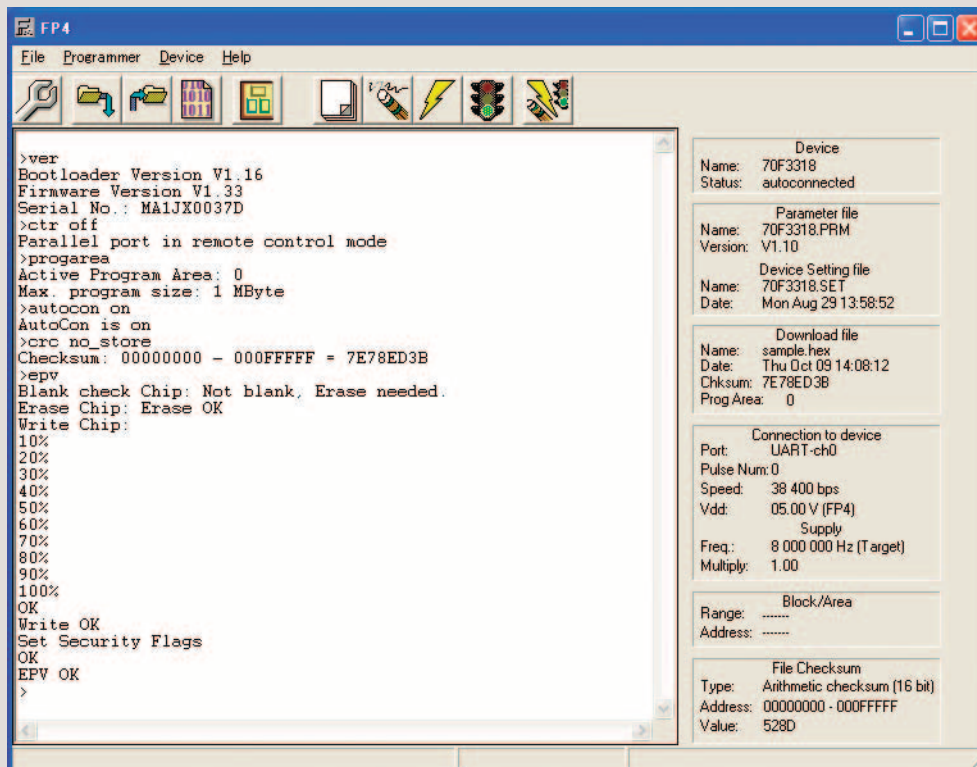 FP4
File Programmer Device Help
>ver
Bootloader Version V1.16
Firmware Version V1.33
Serial No.: MA1JX0037D
>ctr off
Parallel port in remote control mode
>progarea
Active Program Area: 0
Max. program size: 1 MByte
>autocon on
AutoCon is on
>crc no_store
Checksum: 00000000 - 000FFFFF = 7E78ED3B
>epv
Blank check Chip: Not blank, Erase needed.
Erase Chip: Erase OK
Write Chip:
10%
20%
30%
40%
50%
60%
70%
80%
90%
100%
OK
Write OK
Set Security Flags
OK
EPV OK
>
Device
Name: 70F3318
Status: autoconnected
Parameter file
Name: 70F3318.PRM
Version: V1.10
Device Setting file
Name: 70F3318.SET
Date: Mon Aug 29 13:58:52
Download file
Name: sample.hex
Date: Thu Oct 09 14:08:12
Chksum: 7E78ED3B
Prog Area: 0
Connection to device
Port: UART-ch0
Pulse Num: 0
Speed: 38 400 bps
Vdd: 05.00 V (FP4)
Supply
Freq.: 8 000 000 Hz (Target)
Multiply: 1.00
Block/Area
Range: -------
Address: -------
File Checksum
Type: Arithmetic checksum (16 bit)
Address: 00000000 - 000FFFFF
Value: 528D